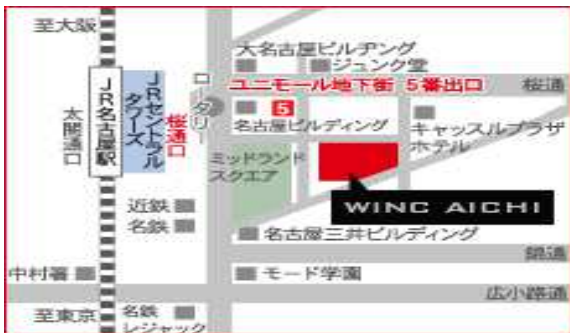 至大阪
大名古屋ビルヂング
ジュンク堂
ユニモール地下街 5番出口
桜通
JR名古屋駅
JRセントラルタワーズ
桜通口
ロータリー
太閤通口
5
名古屋ビルディング
キャッスルプラザ
ホテル
ミッドランド
スクエア
WINC AICHI
近鉄
名鉄
名古屋三井ビルディング
錦通
中村署
モード学園
広小路通
至東京
名鉄
レジャック